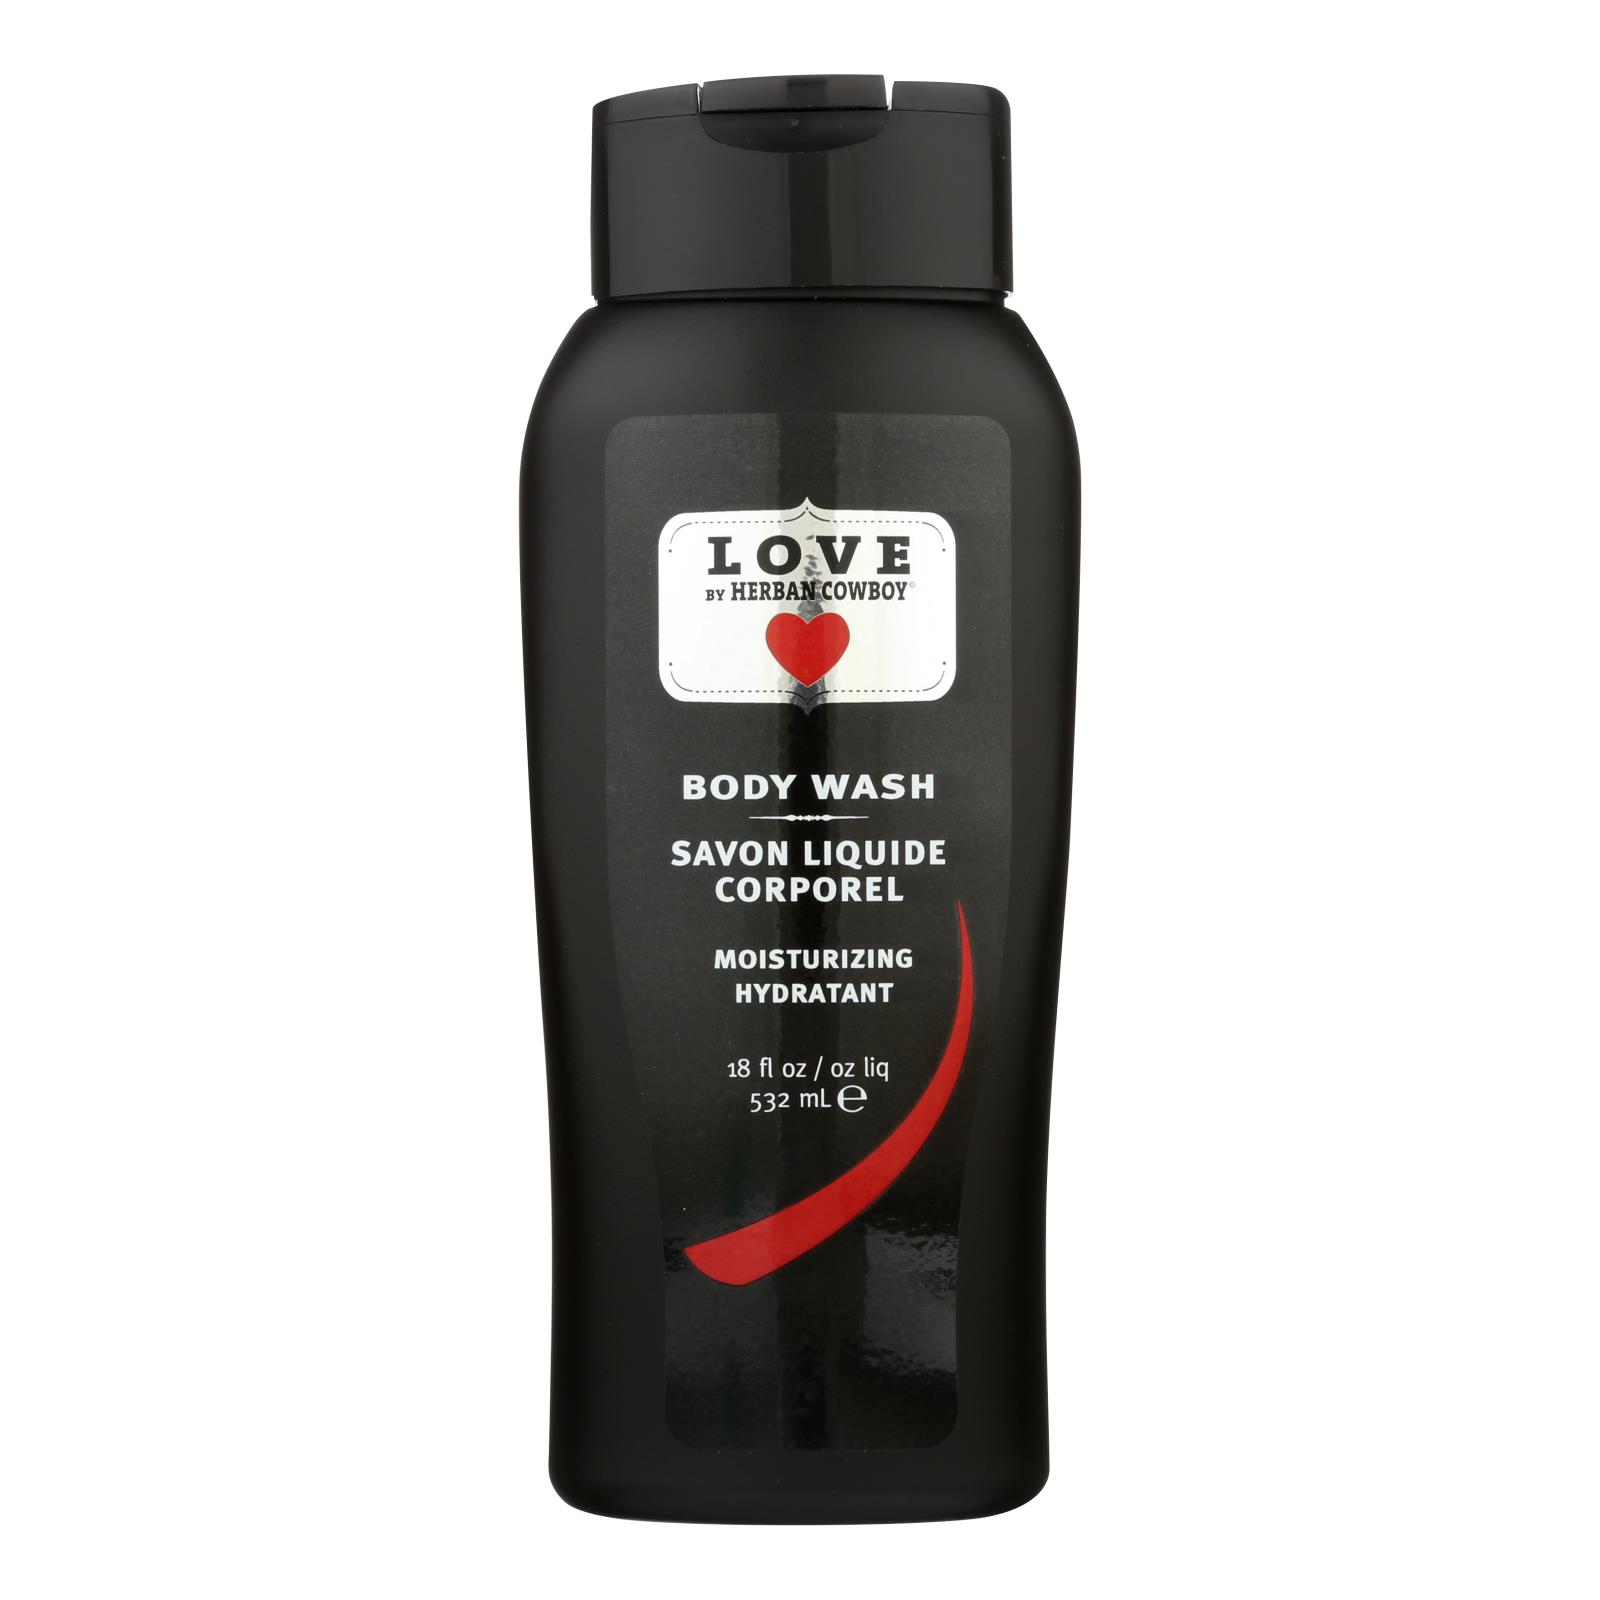 LOVE
BY HERBAN COWBOY©
BODY WASH
SAVON LIQUIDE
CORPOREL
MOISTURIZING
HYDRATANT
18 fl oz / oz liq
532 mL ℮